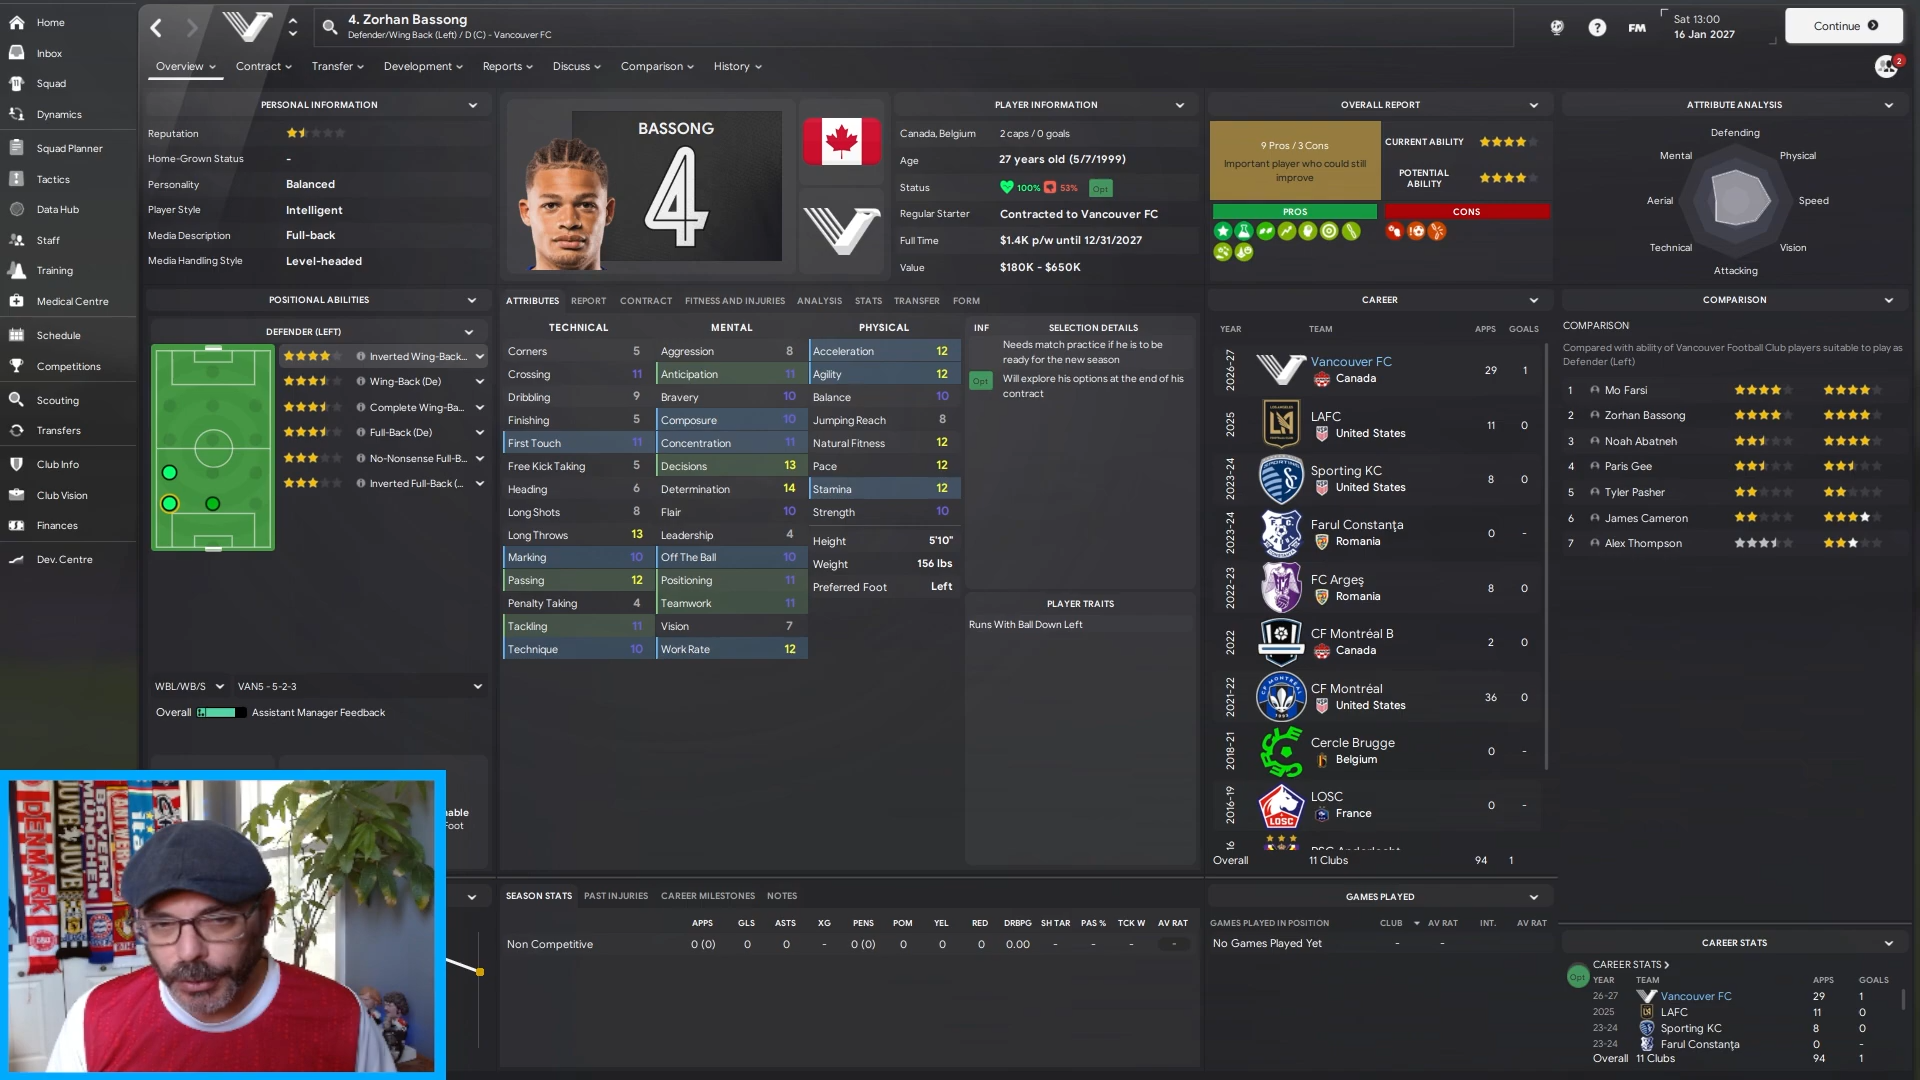 Home
Inbox
Squad
Dynamics
Squad Planner
Tactics
Data Hub
Staff
Training
Medical Centre
Schedule
Competitions
Scouting
Transfers
Club Info
Club Vision
Finances
Dev. Centre
4. Zorhan Bassong
Defender/Wing Back (Left) / D (C) - Vancouver FC
FM
Sat 13:00
16 Jan 2027
Continue
Overview
Contract
Transfer
Development
Reports
Discuss
Comparison
History
2
PERSONAL INFORMATION
Reputation
Home-Grown Status -
Personality Balanced
Player Style Intelligent
Media Description Full-back
Media Handling Style Level-headed
BASSONG
4
PLAYER INFORMATION
Canada, Belgium 2 caps / 0 goals
Age 27 years old (5/7/1999)
Status 100% 53% Opt
Regular Starter Contracted to Vancouver FC
Full Time $1.4K p/w until 12/31/2027
Value $180K - $650K
OVERALL REPORT
9 Pros / 3 Cons
Important player who could still
improve
CURRENT ABILITY
POTENTIAL
ABILITY
PROS
CONS
ATTRIBUTE ANALYSIS
Defending
Mental Physical
Aerial Speed
Technical Vision
Attacking
POSITIONAL ABILITIES
DEFENDER (LEFT)
Inverted Wing-Back...
Wing-Back (De)
Complete Wing-Ba...
Full-Back (De)
No-Nonsense Full-B...
Inverted Full-Back (...
WBL/WB/S VAN5 - 5-2-3
Overall Assistant Manager Feedback
ATTRIBUTES REPORT CONTRACT FITNESS AND INJURIES ANALYSIS STATS TRANSFER FORM
TECHNICAL
Corners 5
Crossing 11
Dribbling 9
Finishing 5
First Touch 11
Free Kick Taking 5
Heading 6
Long Shots 8
Long Throws 13
Marking 10
Passing 12
Penalty Taking 4
Tackling 11
Technique 10
MENTAL
Aggression 8
Anticipation 11
Bravery 10
Composure 10
Concentration 11
Decisions 13
Determination 14
Flair 10
Leadership 4
Off The Ball 10
Positioning 11
Teamwork 11
Vision 7
Work Rate 12
PHYSICAL
Acceleration 12
Agility 12
Balance 10
Jumping Reach 8
Natural Fitness 12
Pace 12
Stamina 12
Strength 10
Height 5'10"
Weight 156 lbs
Preferred Foot Left
INF SELECTION DETAILS
Needs match practice if he is to be
ready for the new season
Opt Will explore his options at the end of his
contract
PLAYER TRAITS
Runs With Ball Down Left
CAREER
YEAR TEAM APPS GOALS
2026-27 Vancouver FC 29 1
Canada
2025 LAFC 11 0
United States
2023-24 Sporting KC 8 0
United States
2023-24 Farul Constanța 0 -
Romania
2022-23 FC Argeș 8 0
Romania
2022 CF Montréal B 2 0
Canada
2021-22 CF Montréal 36 0
United States
2018-21 Cercle Brugge 0 -
Belgium
2016-19 LOSC 0 -
France
16
Overall 11 Clubs 94 1
COMPARISON
COMPARISON
Compared with ability of Vancouver Football Club players suitable to play as
Defender (Left)
1 Mo Farsi
2 Zorhan Bassong
3 Noah Abatneh
4 Paris Gee
5 Tyler Pasher
6 James Cameron
7 Alex Thompson
SEASON STATS PAST INJURIES CAREER MILESTONES NOTES
APPS GLS ASTS XG PENS POM YEL RED DRBPG SH TAR PAS % TCK W AV RAT
Non Competitive 0 (0) 0 0 - 0 (0) 0 0 0 0.00 - - - -
GAMES PLAYED
GAMES PLAYED IN POSITION CLUB AV RAT INT. AV RAT
No Games Played Yet - -
CAREER STATS
Opt CAREER STATS
YEAR TEAM APPS GOALS
26-27 Vancouver FC 29 1
2025 LAFC 11 0
23-24 Sporting KC 8 0
23-24 Farul Constanța 0 -
Overall 11 Clubs 94 1
DENMARK
JUVE
BAYERN
MÜNCHEN